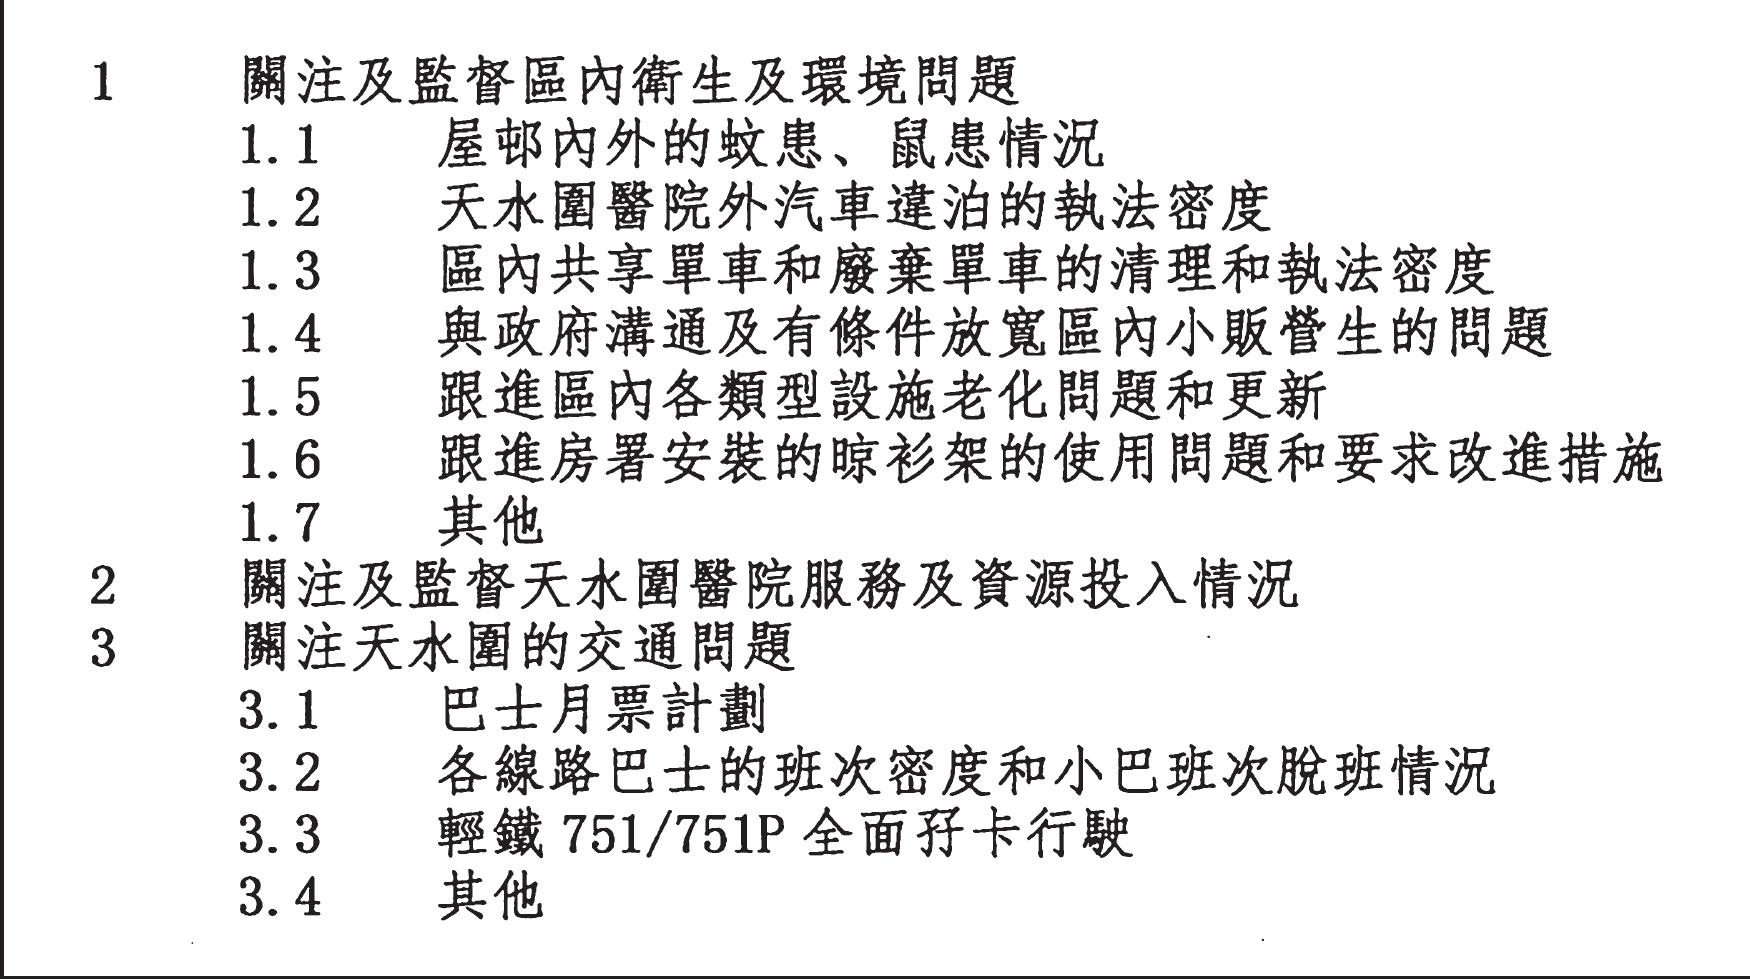 1 關注及監督區內衛生及環境問題
1.1 屋邨內外的蚊患、鼠患情況
1.2 天水圍醫院外汽車違泊的執法密度
1.3 區內共享單車和廢棄單車的清理和執法密度
1.4 與政府溝通及有條件放寬區內小販營生的問題
1.5 跟進區內各類型設施老化問題和更新
1.6 跟進房署安裝的晾衫架的使用問題和要求改進措施
1.7 其他
2 關注及監督天水圍醫院服務及資源投入情況
3 關注天水圍的交通問題
3.1 巴士月票計劃
3.2 各線路巴士的班次密度和小巴班次脫班情況
3.3 輕鐵 751/751P 全面孖卡行駛
3.4 其他